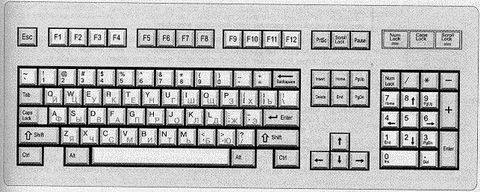 Esc F1 F2 F3 F4 F5 F6 F7 F8 F9 F10 F11 F12 PrtSc Scroll Lock Pause Num Lock Caps Lock Scroll Lock
~ ! 1 @ 2 # 3 $ 4 % 5 ^ 6 & 7 * 8 ( 9 ) 0 _ - + = Backspace Insert Home PgUp Num Lock / * -
Tab Q Й W Ц E У R К T Е Y Н U Г I Ш O Щ P З Х Ъ Delete End PgDn 7 Home 8 ↑ 9 PgUp +
Caps Lock A Ф S Ы D В F А G П H Р J О K Л L Д Ж Э Enter 4 ← 5 6 →
Shift Z Я X Ч C С V М B И N Т M Ь Б Ю ? Shift ↑ 1 End 2 ↓ 3 PgDn Enter
Ctrl Alt Alt Ctrl ← ↓ → 0 Ins . Del